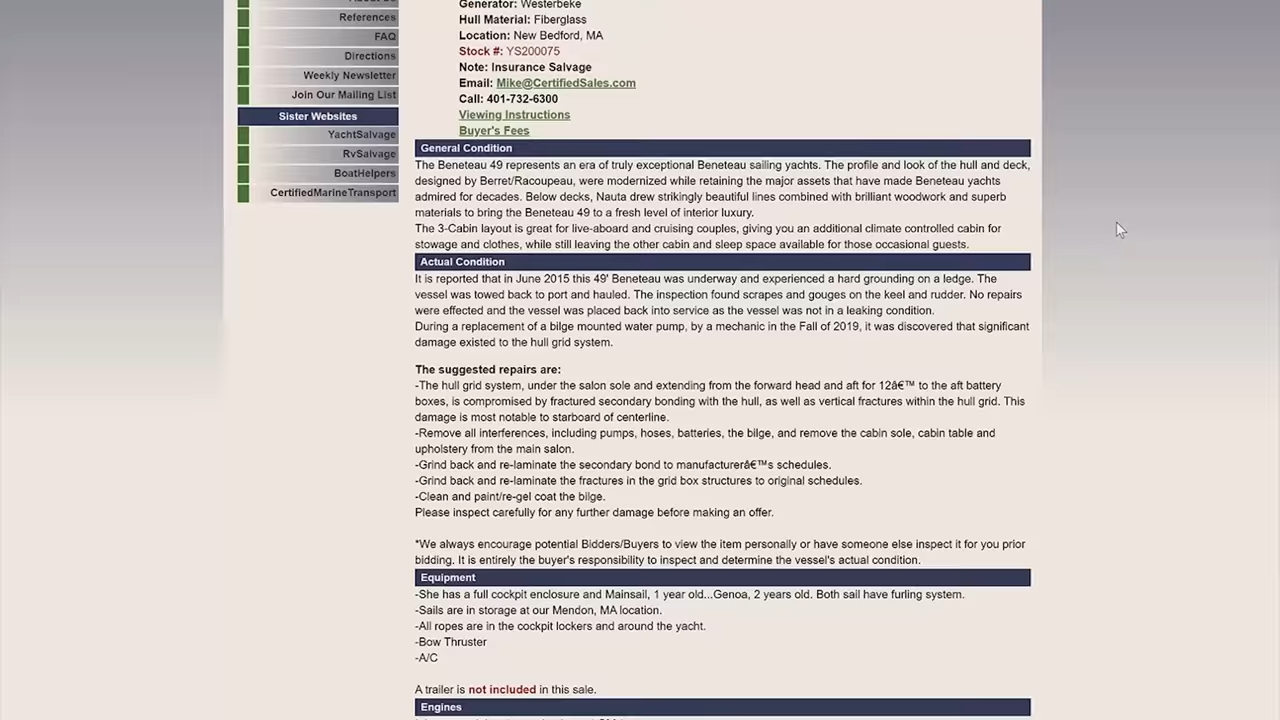 References
FAQ
Directions
Weekly Newsletter
Join Our Mailing List
Sister Websites
YachtSalvage
RvSalvage
BoatHelpers
CertifiedMarineTransport
Generator: Westerbeke
Hull Material: Fiberglass
Location: New Bedford, MA
Stock #: YS200075
Note: Insurance Salvage
Email: Mike@CertifiedSales.com
Call: 401-732-6300
Viewing Instructions
Buyer's Fees
General Condition
The Beneteau 49 represents an era of truly exceptional Beneteau sailing yachts. The profile and look of the hull and deck,
designed by Berret/Racoupeau, were modernized while retaining the major assets that have made Beneteau yachts
admired for decades. Below decks, Nauta drew strikingly beautiful lines combined with brilliant woodwork and superb
materials to bring the Beneteau 49 to a fresh level of interior luxury.
The 3-Cabin layout is great for live-aboard and cruising couples, giving you an additional climate controlled cabin for
stowage and clothes, while still leaving the other cabin and sleep space available for those occasional guests.
Actual Condition
It is reported that in June 2015 this 49' Beneteau was underway and experienced a hard grounding on a ledge. The
vessel was towed back to port and hauled. The inspection found scrapes and gouges on the keel and rudder. No repairs
were effected and the vessel was placed back into service as the vessel was not in a leaking condition.
During a replacement of a bilge mounted water pump, by a mechanic in the Fall of 2019, it was discovered that significant
damage existed to the hull grid system.
The suggested repairs are:
-The hull grid system, under the salon sole and extending from the forward head and aft for 12â€™ to the aft battery
boxes, is compromised by fractured secondary bonding with the hull, as well as vertical fractures within the hull grid. This
damage is most notable to starboard of centerline.
-Remove all interferences, including pumps, hoses, batteries, the bilge, and remove the cabin sole, cabin table and
upholstery from the main salon.
-Grind back and re-laminate the secondary bond to manufacturerâ€™s schedules.
-Grind back and re-laminate the fractures in the grid box structures to original schedules.
-Clean and paint/re-gel coat the bilge.
Please inspect carefully for any further damage before making an offer.
*We always encourage potential Bidders/Buyers to view the item personally or have someone else inspect it for you prior
bidding. It is entirely the buyer's responsibility to inspect and determine the vessel's actual condition.
Equipment
-She has a full cockpit enclosure and Mainsail, 1 year old...Genoa, 2 years old. Both sail have furling system.
-Sails are in storage at our Mendon, MA location.
-All ropes are in the cockpit lockers and around the yacht.
-Bow Thruster
-A/C
A trailer is not included in this sale.
Engines